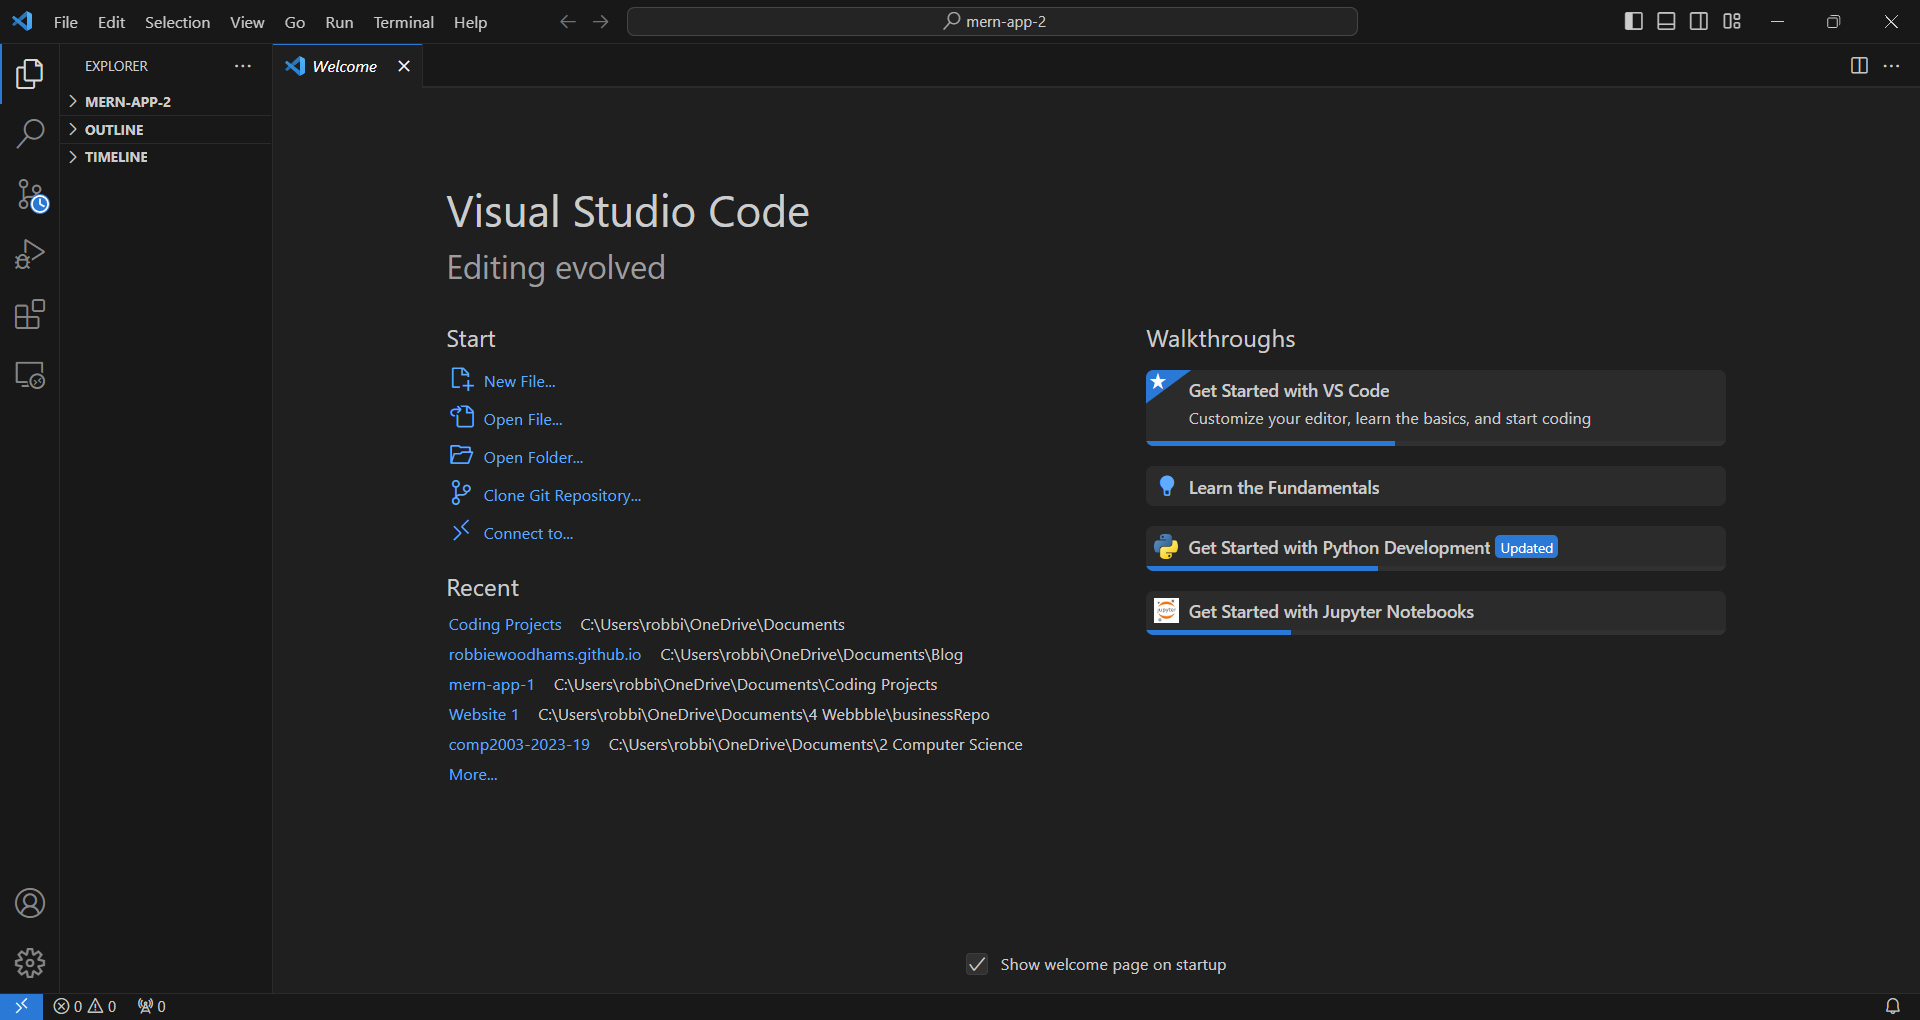 File Edit Selection View Go Run Terminal Help
mern-app-2
EXPLORER
MERN-APP-2
OUTLINE
TIMELINE
Welcome
Visual Studio Code
Editing evolved
Start
New File...
Open File...
Open Folder...
Clone Git Repository...
Connect to...
Recent
Coding Projects C:\Users\robbi\OneDrive\Documents
robbiewoodhams.github.io C:\Users\robbi\OneDrive\Documents\Blog
mern-app-1 C:\Users\robbi\OneDrive\Documents\Coding Projects
Website 1 C:\Users\robbi\OneDrive\Documents\4 Webbble\businessRepo
comp2003-2023-19 C:\Users\robbi\OneDrive\Documents\2 Computer Science
More...
Walkthroughs
Get Started with VS Code
Customize your editor, learn the basics, and start coding
Learn the Fundamentals
Get Started with Python Development Updated
Jupyter
Get Started with Jupyter Notebooks
Show welcome page on startup
0 0 0